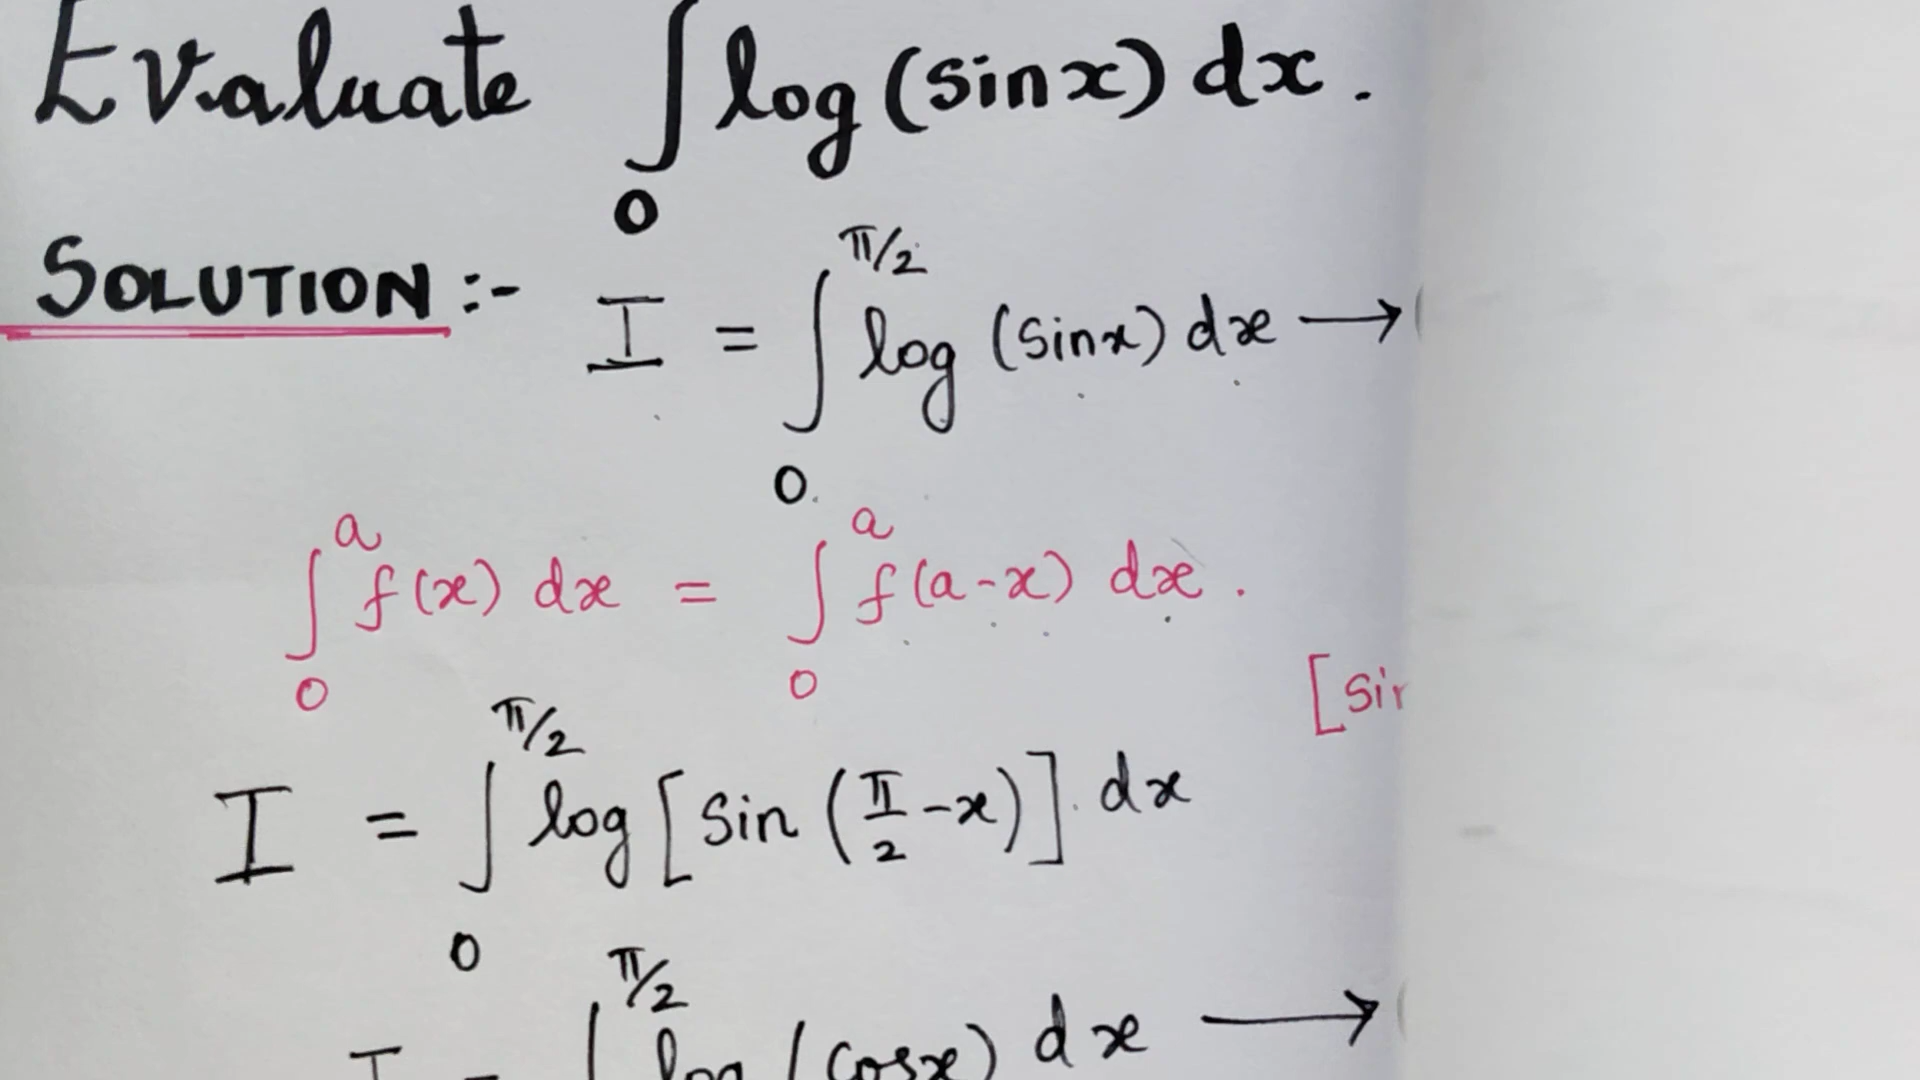 Evaluate ∫₀ log (sinx) dx.
SOLUTION :- I = ∫₀^π/2 log (sinx) dx →
∫₀^a f(x) dx = ∫₀^a f(a-x) dx.
[sin
I = ∫₀^π/2 log [sin (π/2 -x)] dx
I = ∫^π/2 log (cosx) dx →